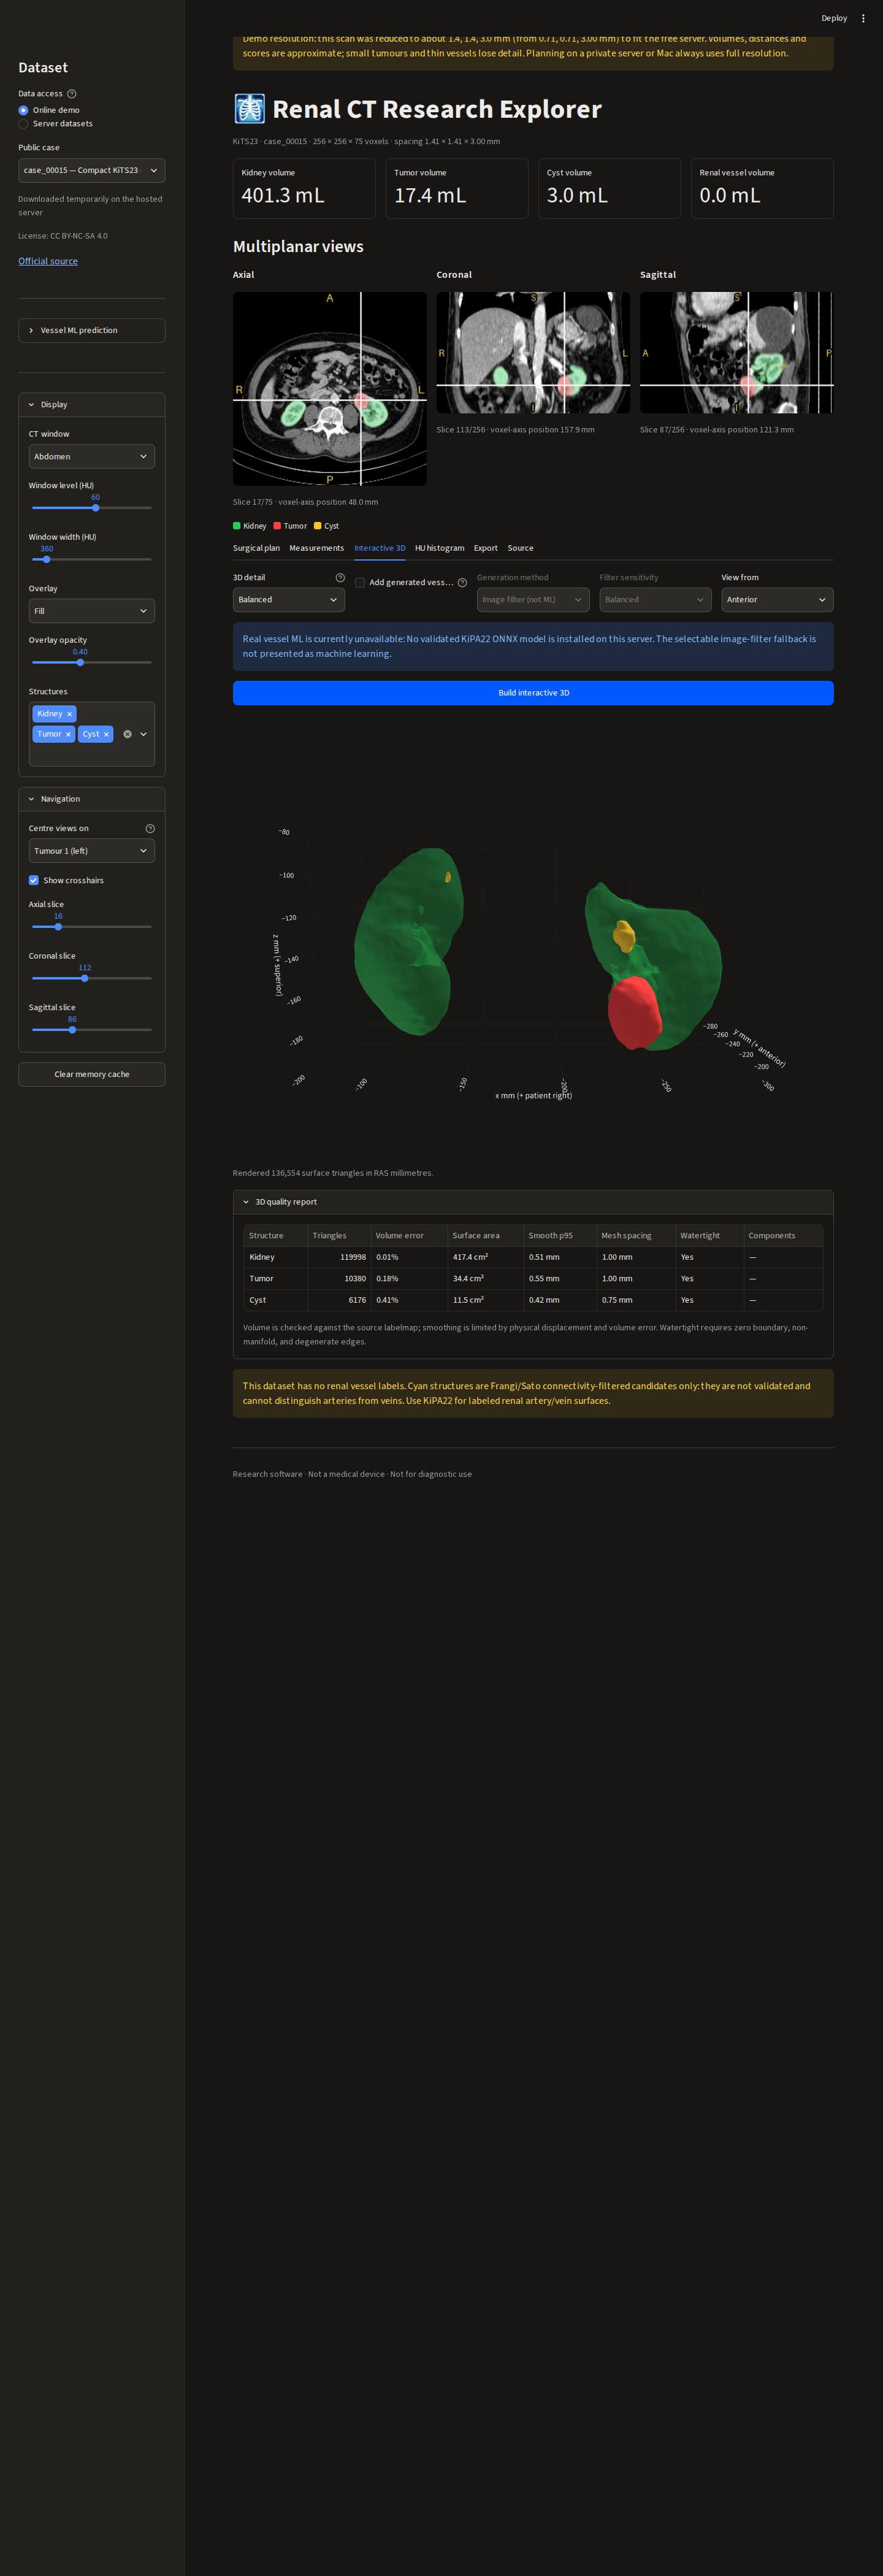 Deploy
Dataset
Data access
Online demo
Server datasets
Public case
case_00015 — Compact KiTS23 ·
Downloaded temporarily on the hosted
server
License: CC BY-NC-SA 4.0
Official source
Vessel ML prediction
Display
CT window
Abdomen
Window level (HU)
60
Window width (HU)
360
Overlay
Fill
Overlay opacity
0.40
Structures
Kidney
Tumor
Cyst
Navigation
Centre views on
Tumour 1 (left)
Show crosshairs
Axial slice
16
Coronal slice
112
Sagittal slice
86
Clear memory cache
Demo resolution: this scan was reduced to about 1.4, 1.4, 3.0 mm (from 0.71, 0.71, 3.00 mm) to fit the free server. Volumes, distances and
scores are approximate; small tumours and thin vessels lose detail. Planning on a private server or Mac always uses full resolution.
Renal CT Research Explorer
KiTS23 · case_00015 · 256 × 256 × 75 voxels · spacing 1.41 × 1.41 × 3.00 mm
Kidney volume
401.3 mL
Tumor volume
17.4 mL
Cyst volume
3.0 mL
Renal vessel volume
0.0 mL
Multiplanar views
Axial
Coronal
Sagittal
A
R
L
P
S
R
L
I
S
A
P
I
Slice 17/75 · voxel-axis position 48.0 mm
Slice 113/256 · voxel-axis position 157.9 mm
Slice 87/256 · voxel-axis position 121.3 mm
Kidney
Tumor
Cyst
Surgical plan
Measurements
Interactive 3D
HU histogram
Export
Source
3D detail
Balanced
Add generated vess…
Generation method
Image filter (not ML)
Filter sensitivity
Balanced
View from
Anterior
Real vessel ML is currently unavailable: No validated KiPA22 ONNX model is installed on this server. The selectable image-filter fallback is
not presented as machine learning.
Build interactive 3D
−80
−100
−120
−140
−160
−180
−200
z mm (+ superior)
−100
−150
−200
−250
x mm (+ patient right)
−280
−260
−240
−220
−200
−300
y mm (+ anterior)
Rendered 136,554 surface triangles in RAS millimetres.
3D quality report
Structure Triangles Volume error Surface area Smooth p95 Mesh spacing Watertight Components
Kidney 119998 0.01% 417.4 cm² 0.51 mm 1.00 mm Yes —
Tumor 10380 0.18% 34.4 cm² 0.55 mm 1.00 mm Yes —
Cyst 6176 0.41% 11.5 cm² 0.42 mm 0.75 mm Yes —
Volume is checked against the source labelmap; smoothing is limited by physical displacement and volume error. Watertight requires zero boundary, non-
manifold, and degenerate edges.
This dataset has no renal vessel labels. Cyan structures are Frangi/Sato connectivity-filtered candidates only: they are not validated and
cannot distinguish arteries from veins. Use KiPA22 for labeled renal artery/vein surfaces.
Research software · Not a medical device · Not for diagnostic use